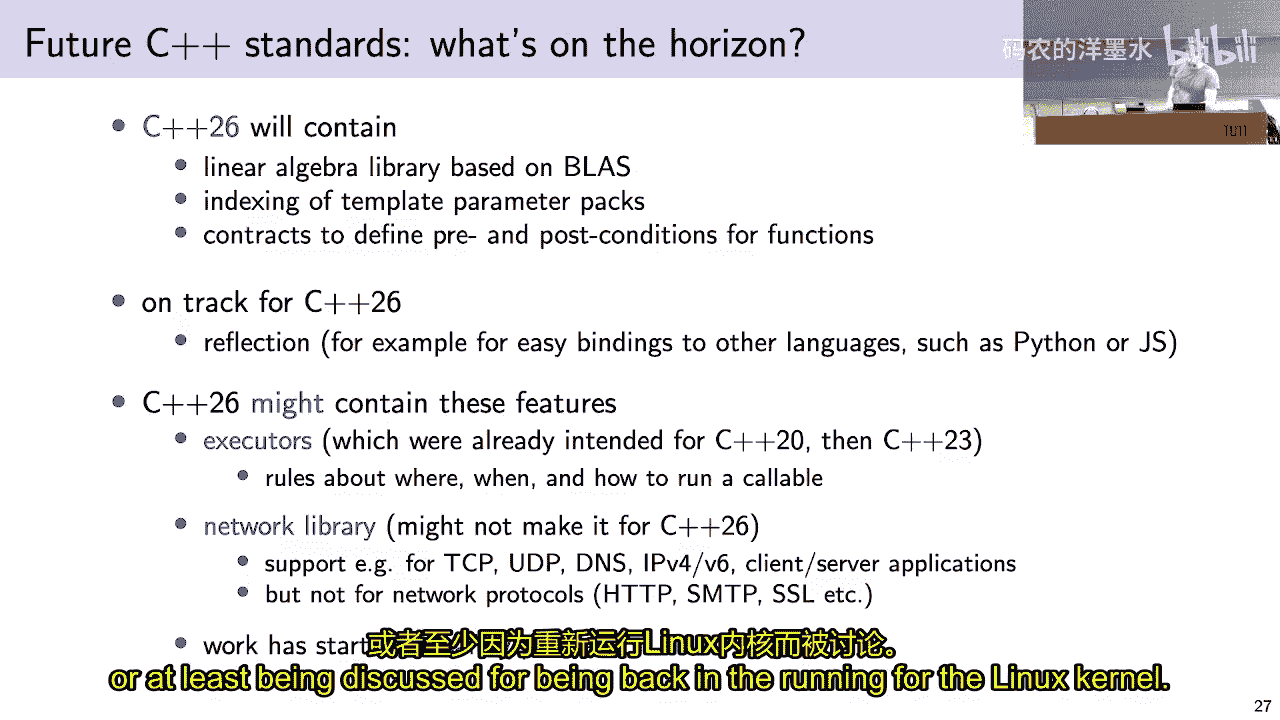 Future C++ standards: what's on the horizon?
码农的洋墨水 bilibili
C++26 will contain
linear algebra library based on BLAS
indexing of template parameter packs
contracts to define pre- and post-conditions for functions
on track for C++26
reflection (for example for easy bindings to other languages, such as Python or JS)
C++26 might contain these features
executors (which were already intended for C++20, then C++23)
rules about where, when, and how to run a callable
network library (might not make it for C++26)
support e.g. for TCP, UDP, DNS, IPv4/v6, client/server applications
but not for network protocols (HTTP, SMTP, SSL etc.)
work has start
或者至少因为重新运行Linux内核而被讨论。
or at least being discussed for being back in the running for the Linux kernel.
27